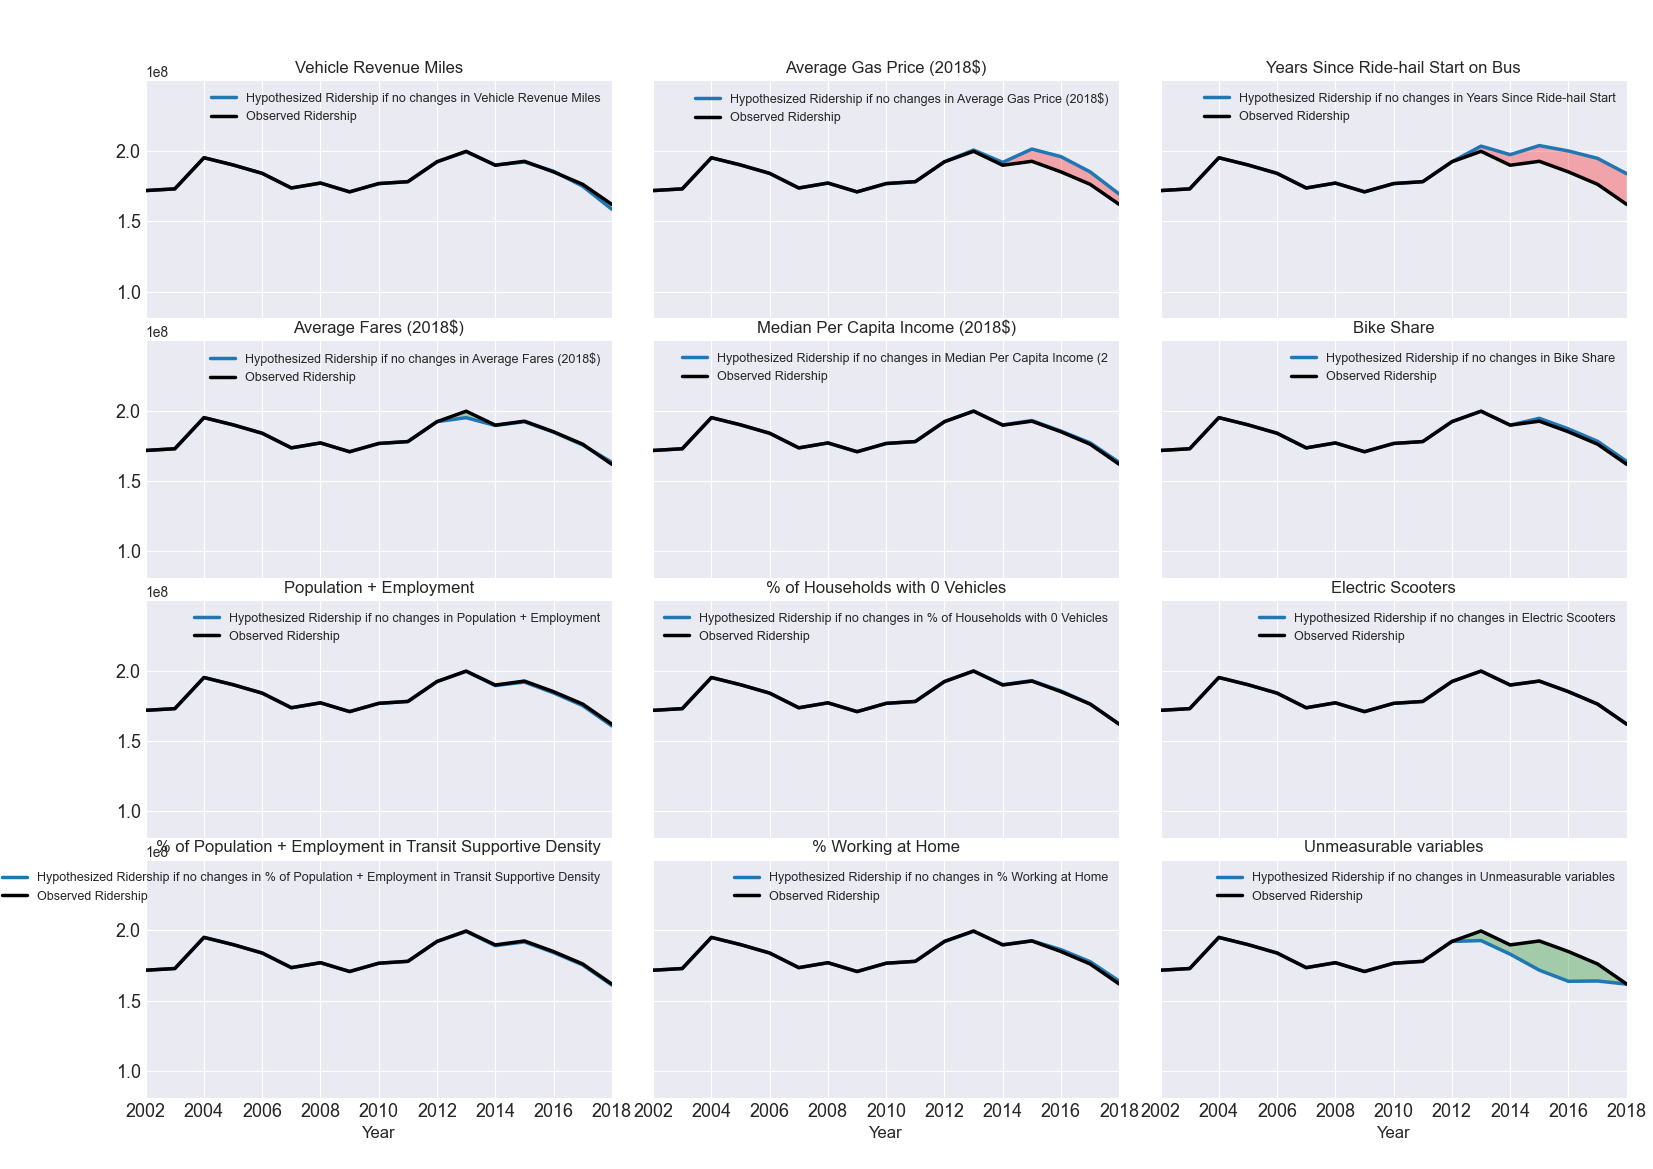 Vehicle Revenue Miles
1e8
Hypothesized Ridership if no changes in Vehicle Revenue Miles
Observed Ridership
2.0
1.5
1.0
Average Gas Price (2018$)
Hypothesized Ridership if no changes in Average Gas Price (2018$)
Observed Ridership
Years Since Ride-hail Start on Bus
Hypothesized Ridership if no changes in Years Since Ride-hail Start
Observed Ridership
Average Fares (2018$)
1e8
Hypothesized Ridership if no changes in Average Fares (2018$)
Observed Ridership
2.0
1.5
1.0
Median Per Capita Income (2018$)
Hypothesized Ridership if no changes in Median Per Capita Income (2
Observed Ridership
Bike Share
Hypothesized Ridership if no changes in Bike Share
Observed Ridership
Population + Employment
1e8
Hypothesized Ridership if no changes in Population + Employment
Observed Ridership
2.0
1.5
1.0
% of Households with 0 Vehicles
Hypothesized Ridership if no changes in % of Households with 0 Vehicles
Observed Ridership
Electric Scooters
Hypothesized Ridership if no changes in Electric Scooters
Observed Ridership
% of Population + Employment in Transit Supportive Density
1e8
Hypothesized Ridership if no changes in % of Population + Employment in Transit Supportive Density
Observed Ridership
2.0
1.5
1.0
2002 2004 2006 2008 2010 2012 2014 2016 2018
Year
% Working at Home
Hypothesized Ridership if no changes in % Working at Home
Observed Ridership
2002 2004 2006 2008 2010 2012 2014 2016 2018
Year
Unmeasurable variables
Hypothesized Ridership if no changes in Unmeasurable variables
Observed Ridership
2002 2004 2006 2008 2010 2012 2014 2016 2018
Year